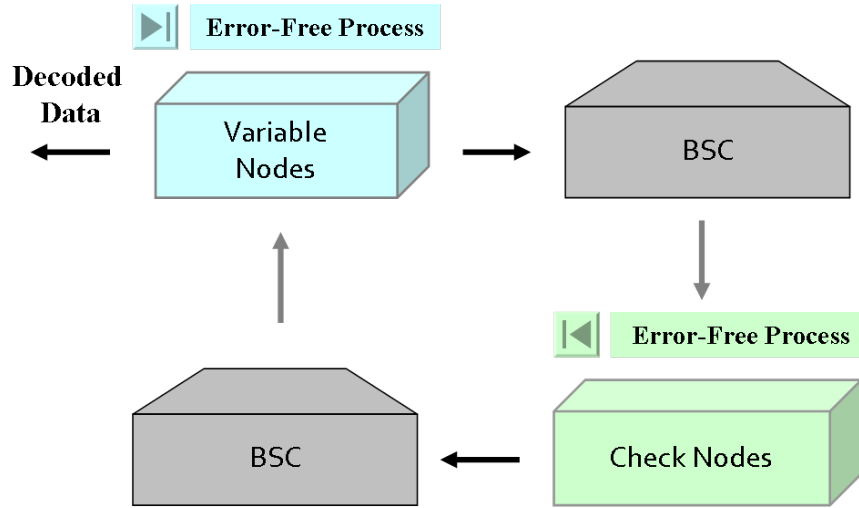 Error-Free Process
Decoded
Data
Variable
Nodes
BSC
Error-Free Process
BSC
Check Nodes